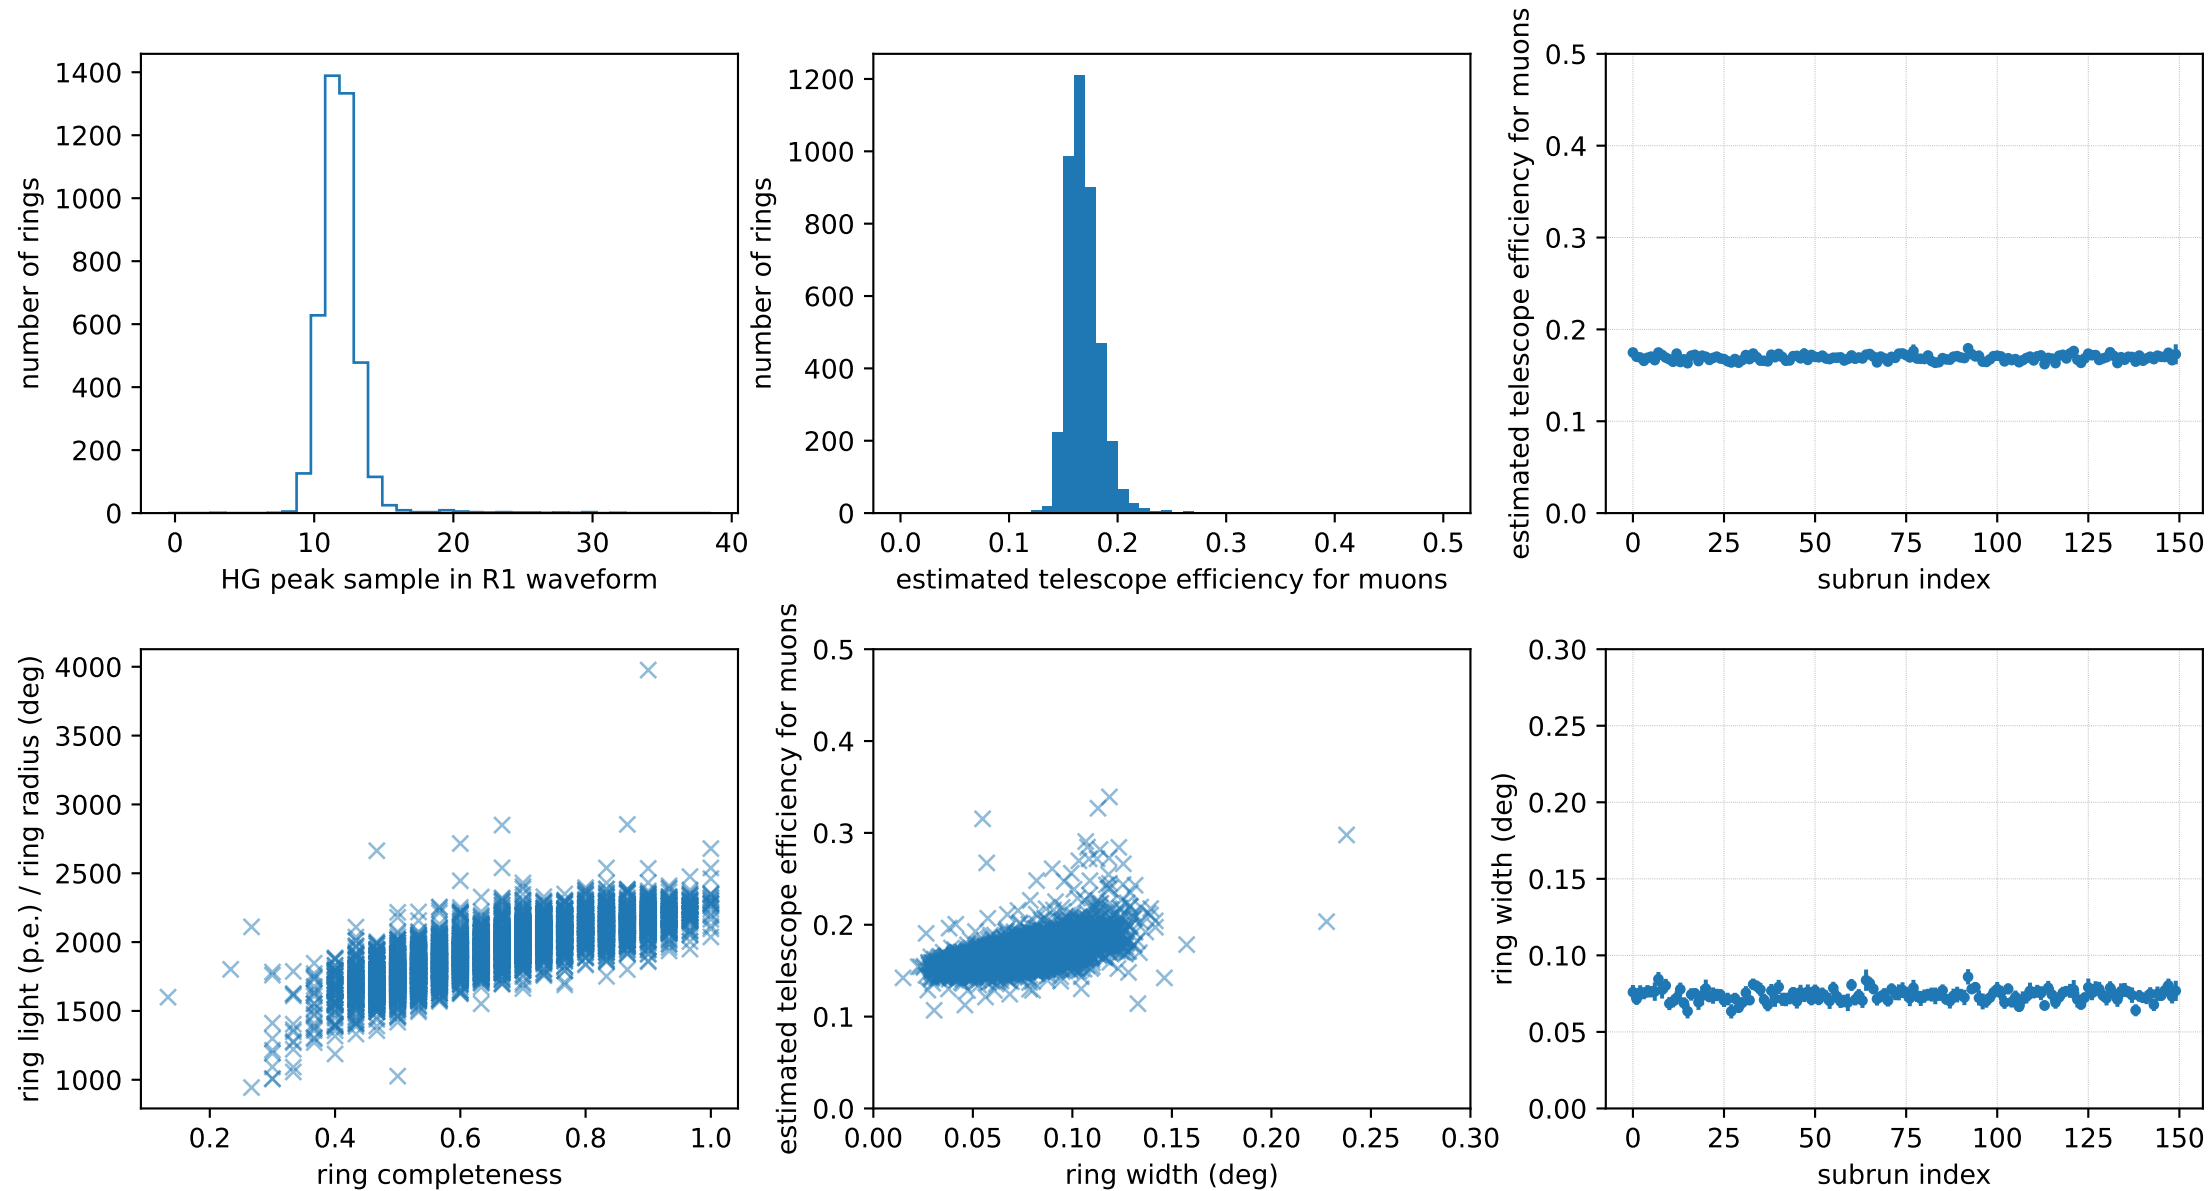 number of rings
1400
1200
1000
800
600
400
200
0
0 10 20 30 40
HG peak sample in R1 waveform
number of rings
1200
1000
800
600
400
200
0
0.0 0.1 0.2 0.3 0.4 0.5
estimated telescope efficiency for muons
estimated telescope efficiency for muons
0.5
0.4
0.3
0.2
0.1
0.0
0 25 50 75 100 125 150
subrun index
ring light (p.e.) / ring radius (deg)
4000
3500
3000
2500
2000
1500
1000
0.2 0.4 0.6 0.8 1.0
ring completeness
estimated telescope efficiency for muons
0.5
0.4
0.3
0.2
0.1
0.0
0.00 0.05 0.10 0.15 0.20 0.25 0.30
ring width (deg)
ring width (deg)
0.30
0.25
0.20
0.15
0.10
0.05
0.00
0 25 50 75 100 125 150
subrun index